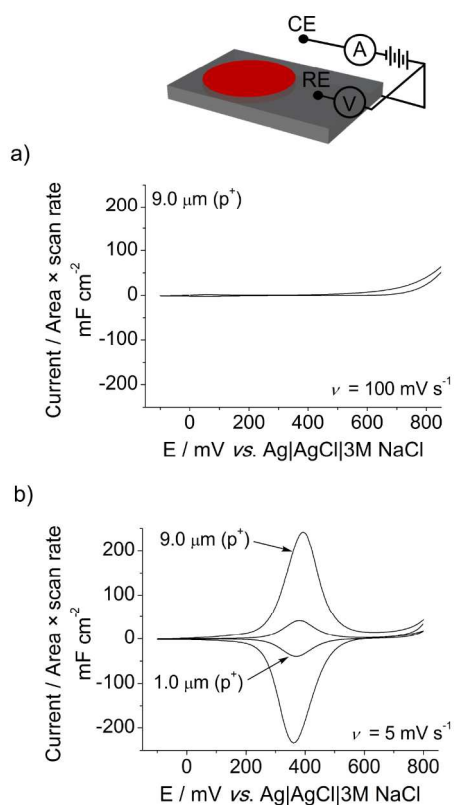 CE
A
RE
V
a)
9.0 μm (p⁺)
Current / Area × scan rate
mF cm⁻²
200
100
0
-100
-200
ν = 100 mV s⁻¹
0 200 400 600 800
E / mV vs. Ag|AgCl|3M NaCl
b)
9.0 μm (p⁺)
Current / Area × scan rate
mF cm⁻²
200
100
0
-100
-200
1.0 μm (p⁺)
ν = 5 mV s⁻¹
0 200 400 600 800
E / mV vs. Ag|AgCl|3M NaCl